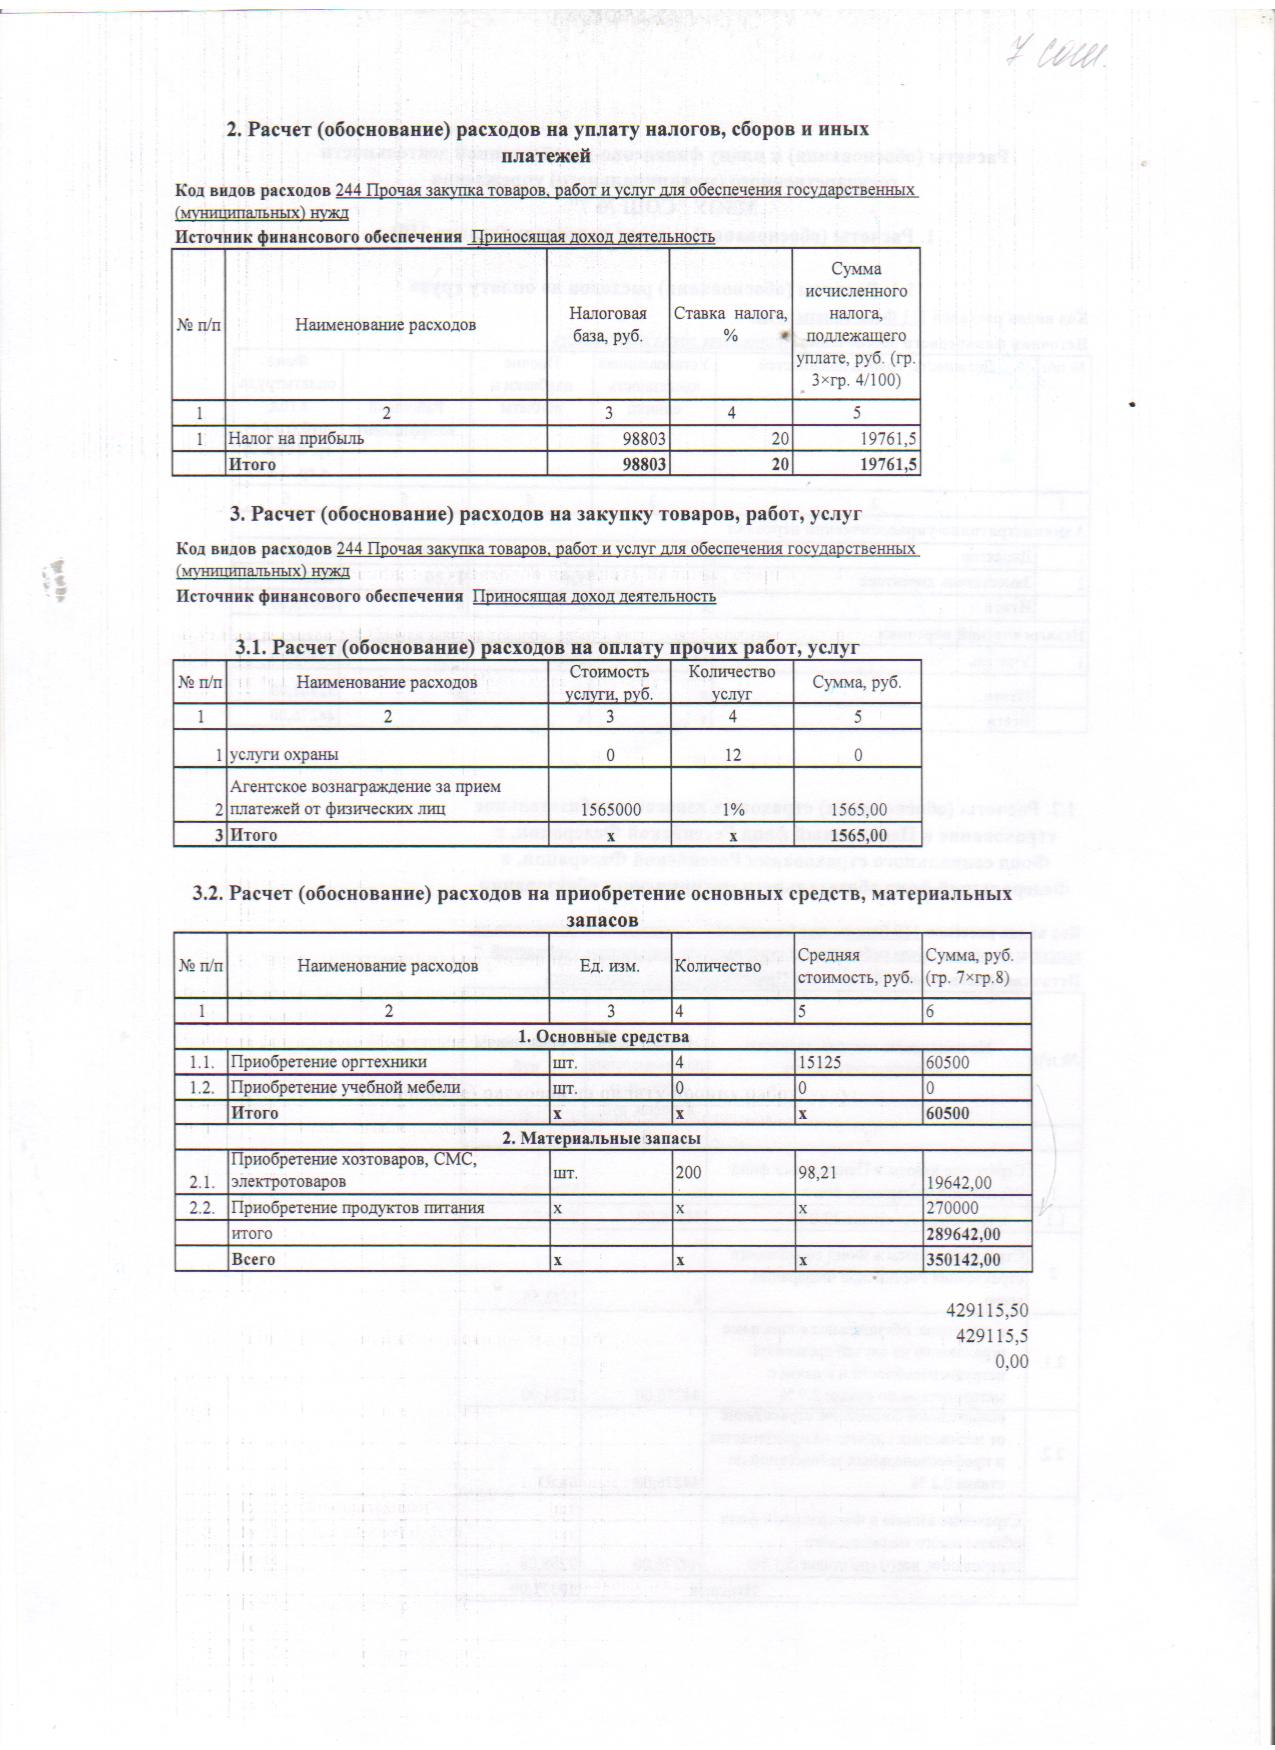 7 сош.
2. Расчет (обоснование) расходов на уплату налогов, сборов и иных
платежей
Код видов расходов 244 Прочая закупка товаров, работ и услуг для обеспечения государственных
(муниципальных) нужд
Источник финансового обеспечения Приносящая доход деятельность
№ п/п Наименование расходов Налоговая база, руб. Ставка налога, % Сумма исчисленного налога, подлежащего уплате, руб. (гр. 3×гр. 4/100)
1 2 3 4 5
1 Налог на прибыль 98803 20 19761,5
Итого 98803 20 19761,5
3. Расчет (обоснование) расходов на закупку товаров, работ, услуг
Код видов расходов 244 Прочая закупка товаров, работ и услуг для обеспечения государственных
(муниципальных) нужд
Источник финансового обеспечения Приносящая доход деятельность
3.1. Расчет (обоснование) расходов на оплату прочих работ, услуг
№ п/п Наименование расходов Стоимость услуги, руб. Количество услуг Сумма, руб.
1 2 3 4 5
1 услуги охраны 0 12 0
2 Агентское вознаграждение за прием платежей от физических лиц 1565000 1% 1565,00
3 Итого х х 1565,00
3.2. Расчет (обоснование) расходов на приобретение основных средств, материальных
запасов
№ п/п Наименование расходов Ед. изм. Количество Средняя стоимость, руб. Сумма, руб. (гр. 7×гр.8)
1 2 3 4 5 6
1. Основные средства
1.1. Приобретение оргтехники шт. 4 15125 60500
1.2. Приобретение учебной мебели шт. 0 0 0
Итого х х х 60500
2. Материальные запасы
2.1. Приобретение хозтоваров, СМС, электротоваров шт. 200 98,21 19642,00
2.2. Приобретение продуктов питания х х х 270000
итого 289642,00
Всего х х х 350142,00
429115,50
429115,5
0,00